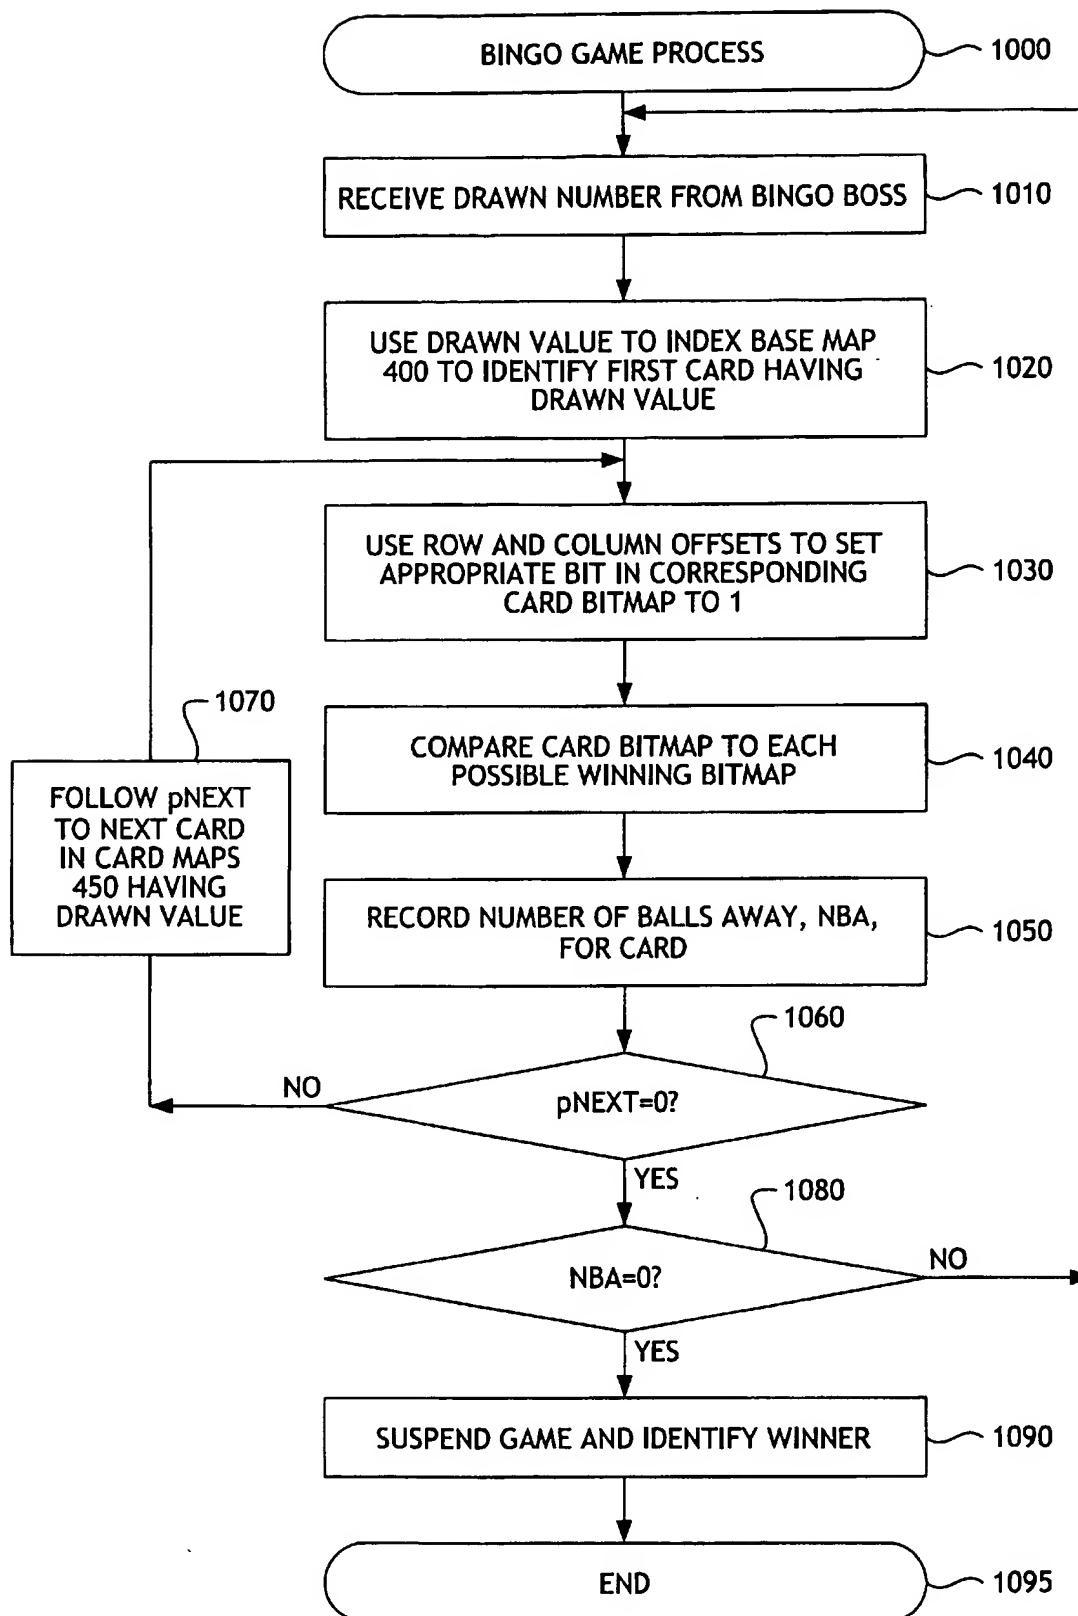 BINGO GAME PROCESS
1000
RECEIVE DRAWN NUMBER FROM BINGO BOSS
1010
USE DRAWN VALUE TO INDEX BASE MAP
400 TO IDENTIFY FIRST CARD HAVING
DRAWN VALUE
1020
USE ROW AND COLUMN OFFSETS TO SET
APPROPRIATE BIT IN CORRESPONDING
CARD BITMAP TO 1
1030
1070
FOLLOW pNEXT
TO NEXT CARD
IN CARD MAPS
450 HAVING
DRAWN VALUE
COMPARE CARD BITMAP TO EACH
POSSIBLE WINNING BITMAP
1040
RECORD NUMBER OF BALLS AWAY, NBA,
FOR CARD
1050
1060
NO
pNEXT=0?
YES
1080
NBA=0?
NO
YES
SUSPEND GAME AND IDENTIFY WINNER
1090
END
1095